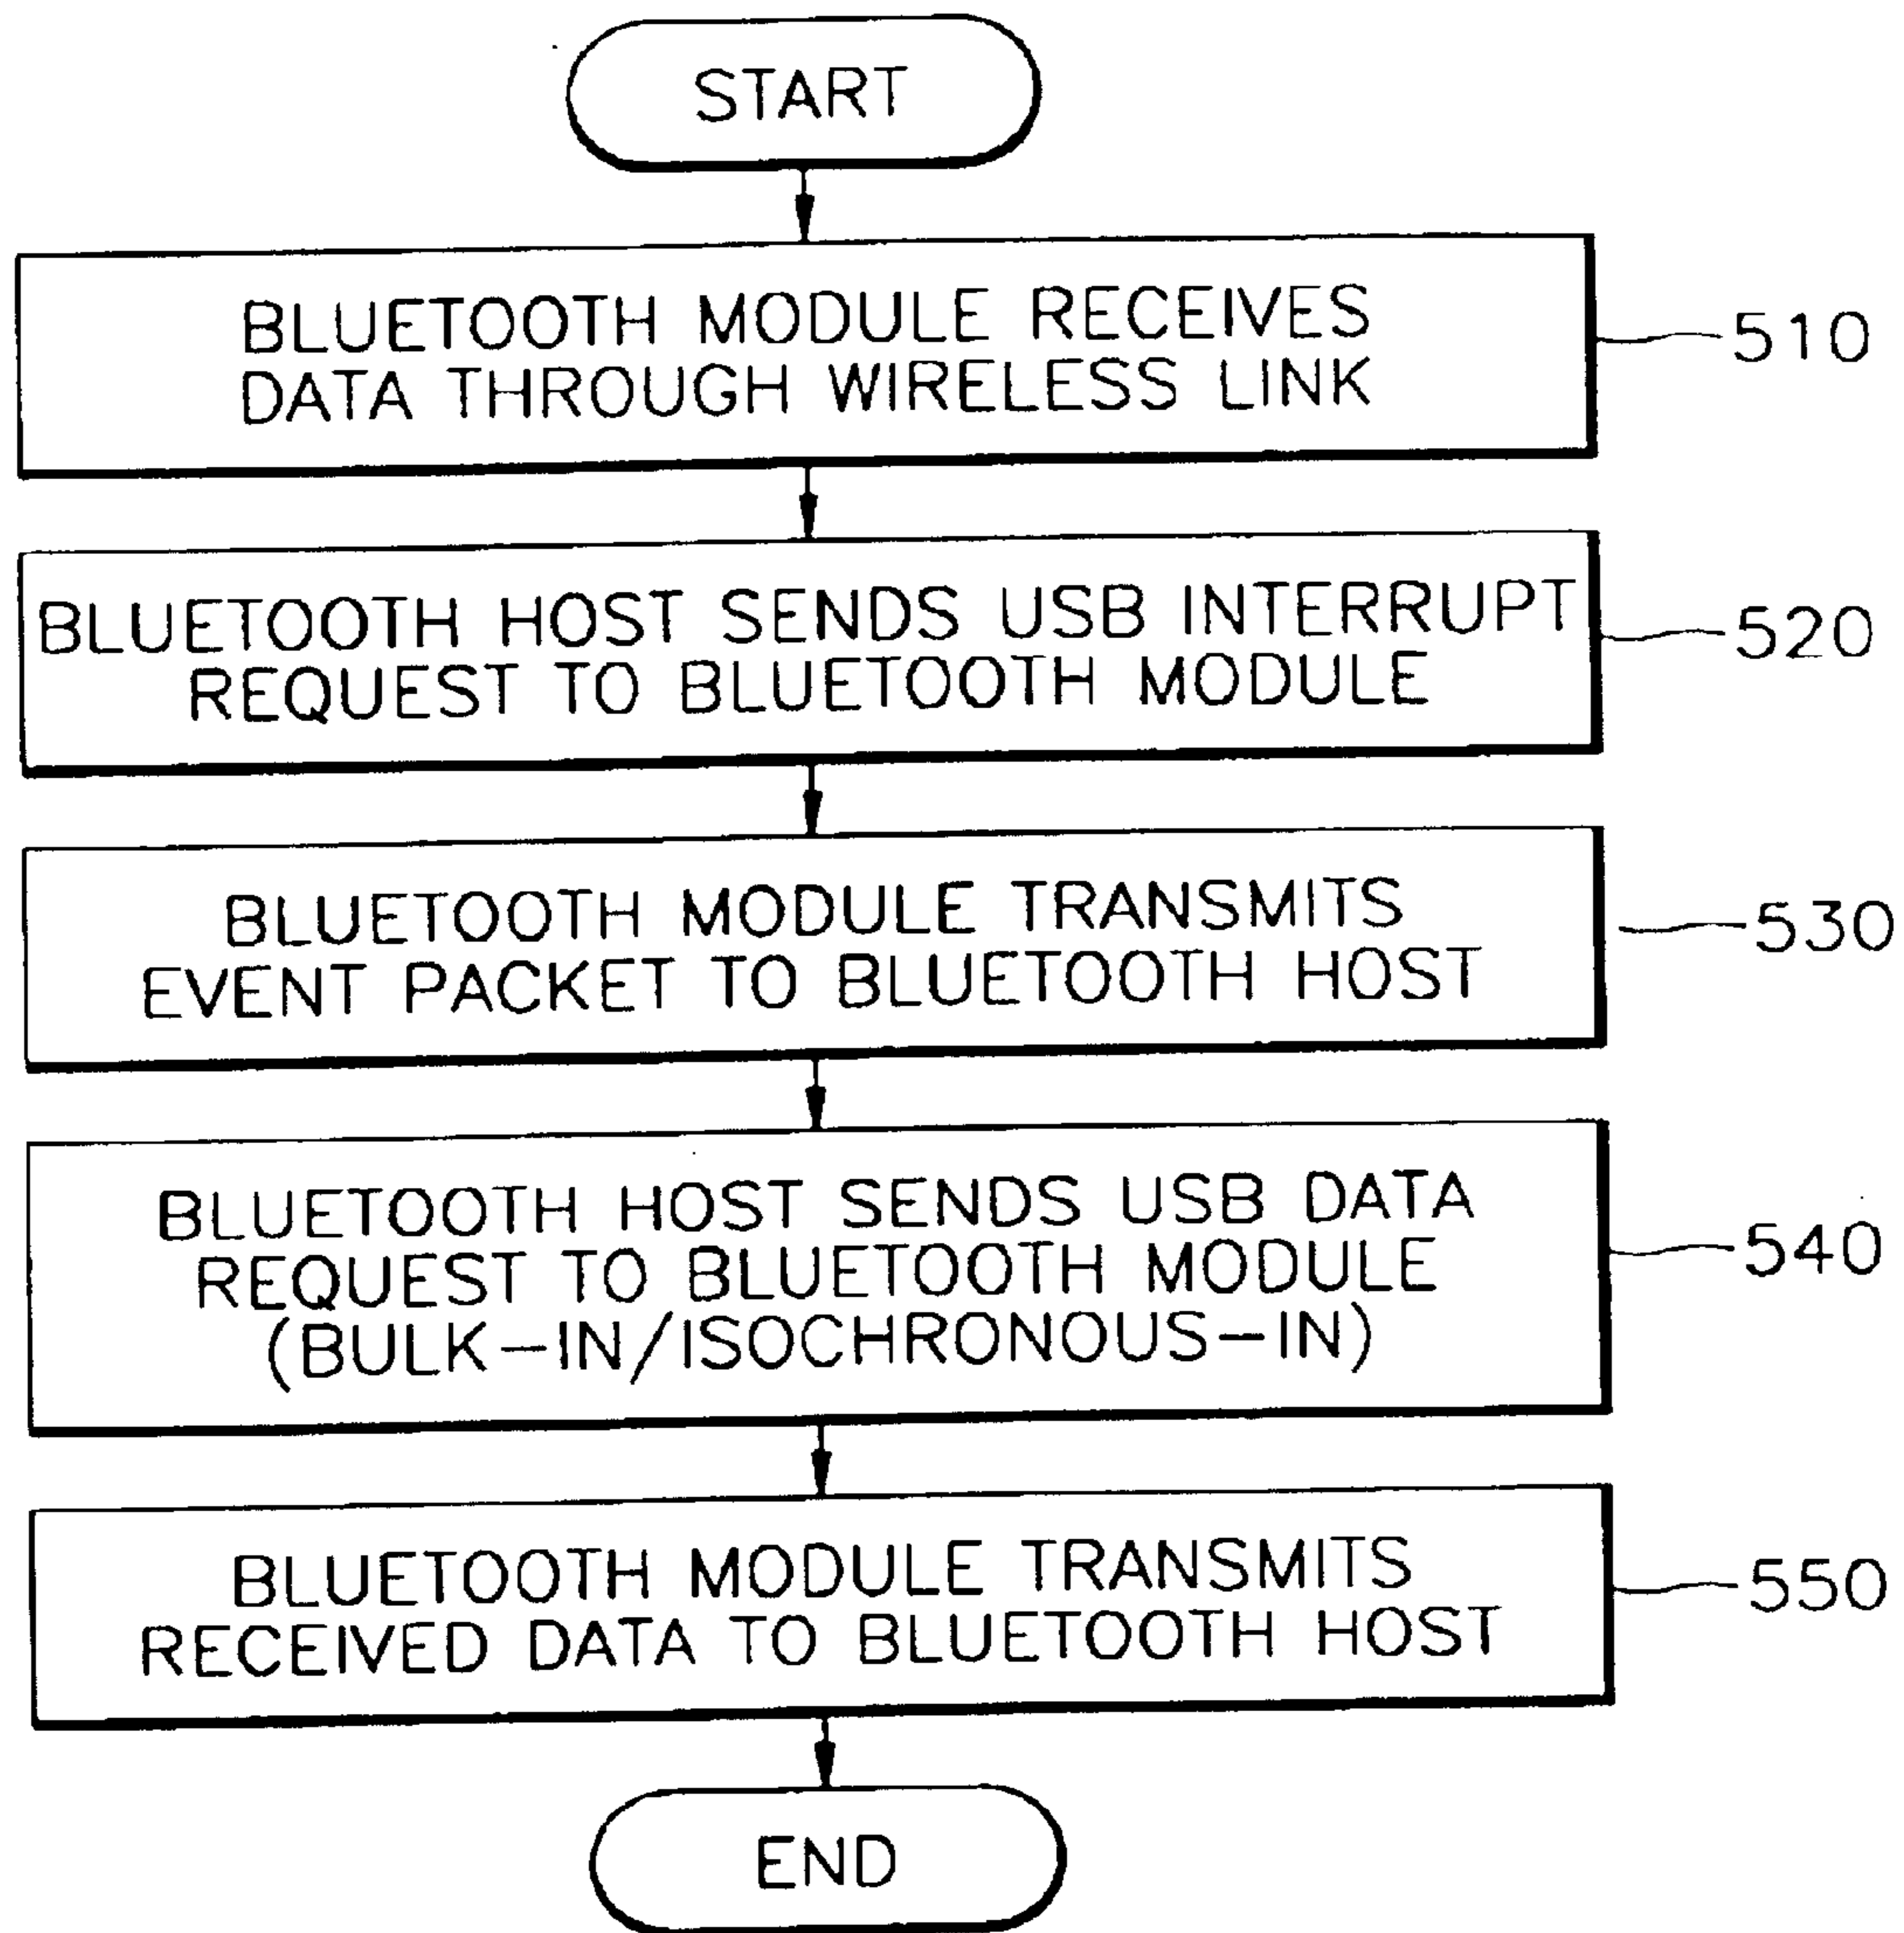 START
BLUETOOTH MODULE RECEIVES
DATA THROUGH WIRELESS LINK
510
BLUETOOTH HOST SENDS USB INTERRUPT
REQUEST TO BLUETOOTH MODULE
520
BLUETOOTH MODULE TRANSMITS
EVENT PACKET TO BLUETOOTH HOST
530
BLUETOOTH HOST SENDS USB DATA
REQUEST TO BLUETOOTH MODULE
(BULK-IN/ISOCHRONOUS-IN)
540
BLUETOOTH MODULE TRANSMITS
RECEIVED DATA TO BLUETOOTH HOST
550
END